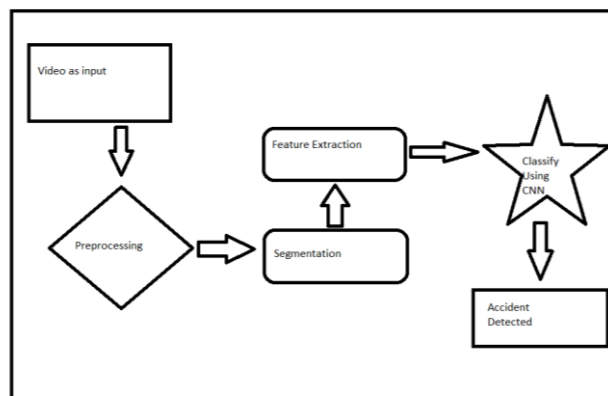 Video as input
Preprocessing
Segmentation
Feature Extraction
Classify
Using
CNN
Accident
Detected